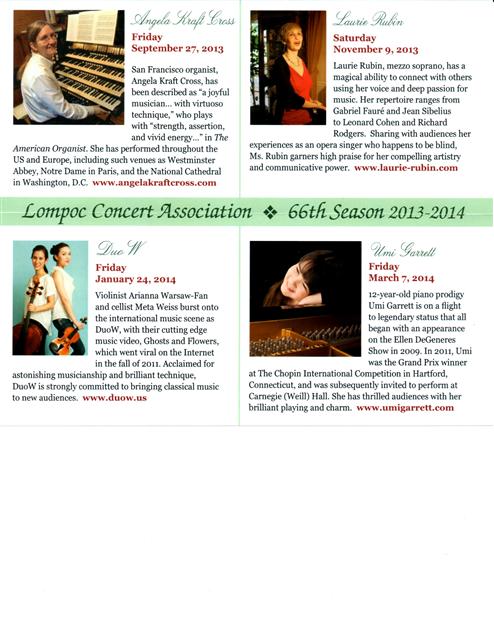 Angela Kraft Cross
Friday
September 27, 2013
San Francisco organist,
Angela Kraft Cross, has
been described as "a joyful
musician... with virtuoso
technique," who plays
with "strength, assertion,
and vivid energy..." in The
American Organist. She has performed throughout the
US and Europe, including such venues as Westminster
Abbey, Notre Dame in Paris, and the National Cathedral
in Washington, D.C. www.angelakraftcross.com
Laurie Rubin
Saturday
November 9, 2013
Laurie Rubin, mezzo soprano, has a
magical ability to connect with others
using her voice and deep passion for
music. Her repertoire ranges from
Gabriel Fauré and Jean Sibelius
to Leonard Cohen and Richard
Rodgers. Sharing with audiences her
experiences as an opera singer who happens to be blind,
Ms. Rubin garners high praise for her compelling artistry
and communicative power. www.laurie-rubin.com
Lompoc Concert Association ❖ 66th Season 2013-2014
Duo W
Friday
January 24, 2014
Violinist Arianna Warsaw-Fan
and cellist Meta Weiss burst onto
the international music scene as
DuoW, with their cutting edge
music video, Ghosts and Flowers,
which went viral on the Internet
in the fall of 2011. Acclaimed for
astonishing musicianship and brilliant technique,
DuoW is strongly committed to bringing classical music
to new audiences. www.duow.us
Umi Garrett
Friday
March 7, 2014
12-year-old piano prodigy
Umi Garrett is on a flight
to legendary status that all
began with an appearance
on the Ellen DeGeneres
Show in 2009. In 2011, Umi
was the Grand Prix winner
at The Chopin International Competition in Hartford,
Connecticut, and was subsequently invited to perform at
Carnegie (Weill) Hall. She has thrilled audiences with her
brilliant playing and charm. www.umigarrett.com